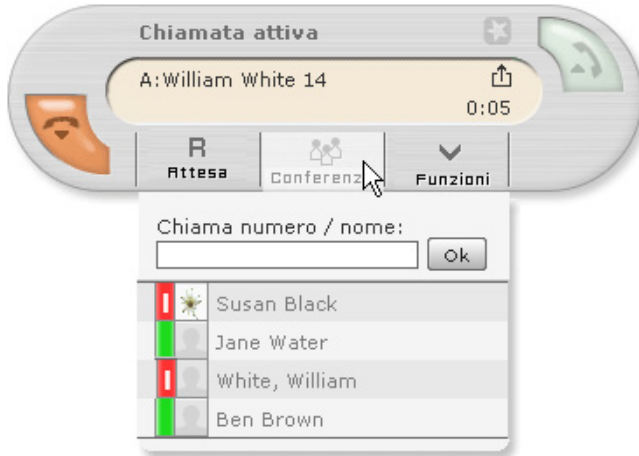 Chiamata attiva
A:William White 14
0:05
R
Attesa
Conferenz
Funzioni
Chiama numero / nome:
Ok
Susan Black
Jane Water
White, William
Ben Brown